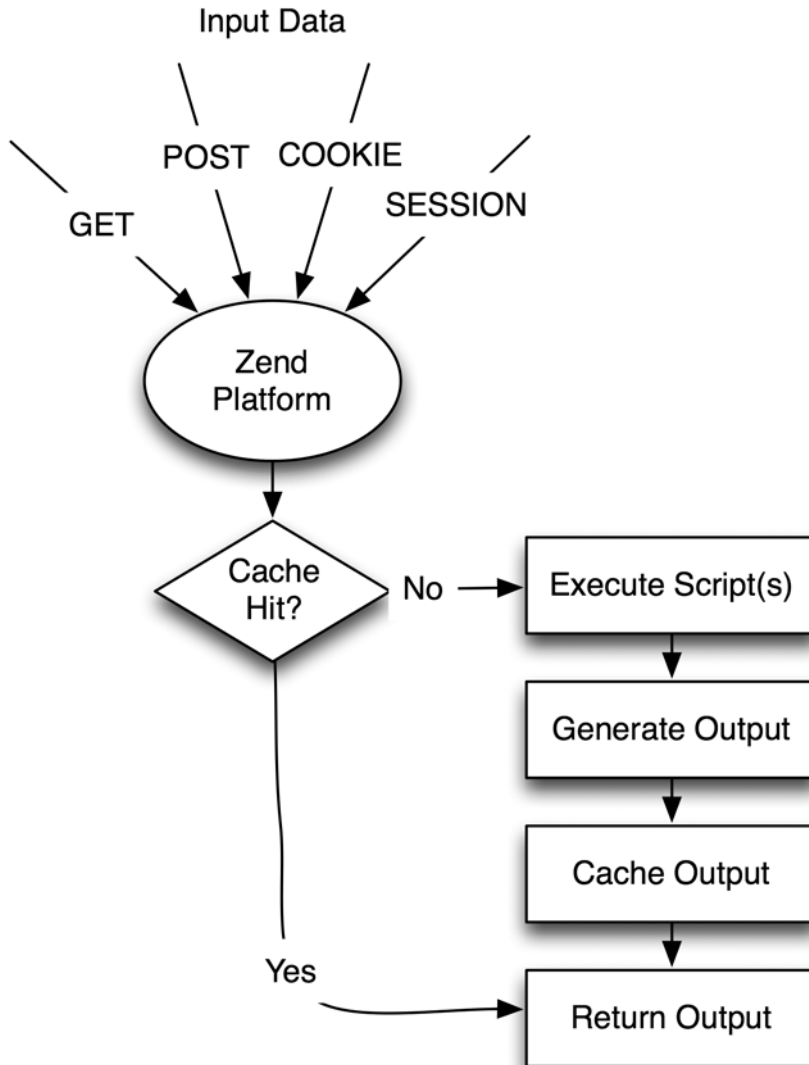 Input Data
POST
COOKIE
GET
SESSION
Zend
Platform
Cache
Hit?
No
Execute Script(s)
Generate Output
Cache Output
Yes
Return Output